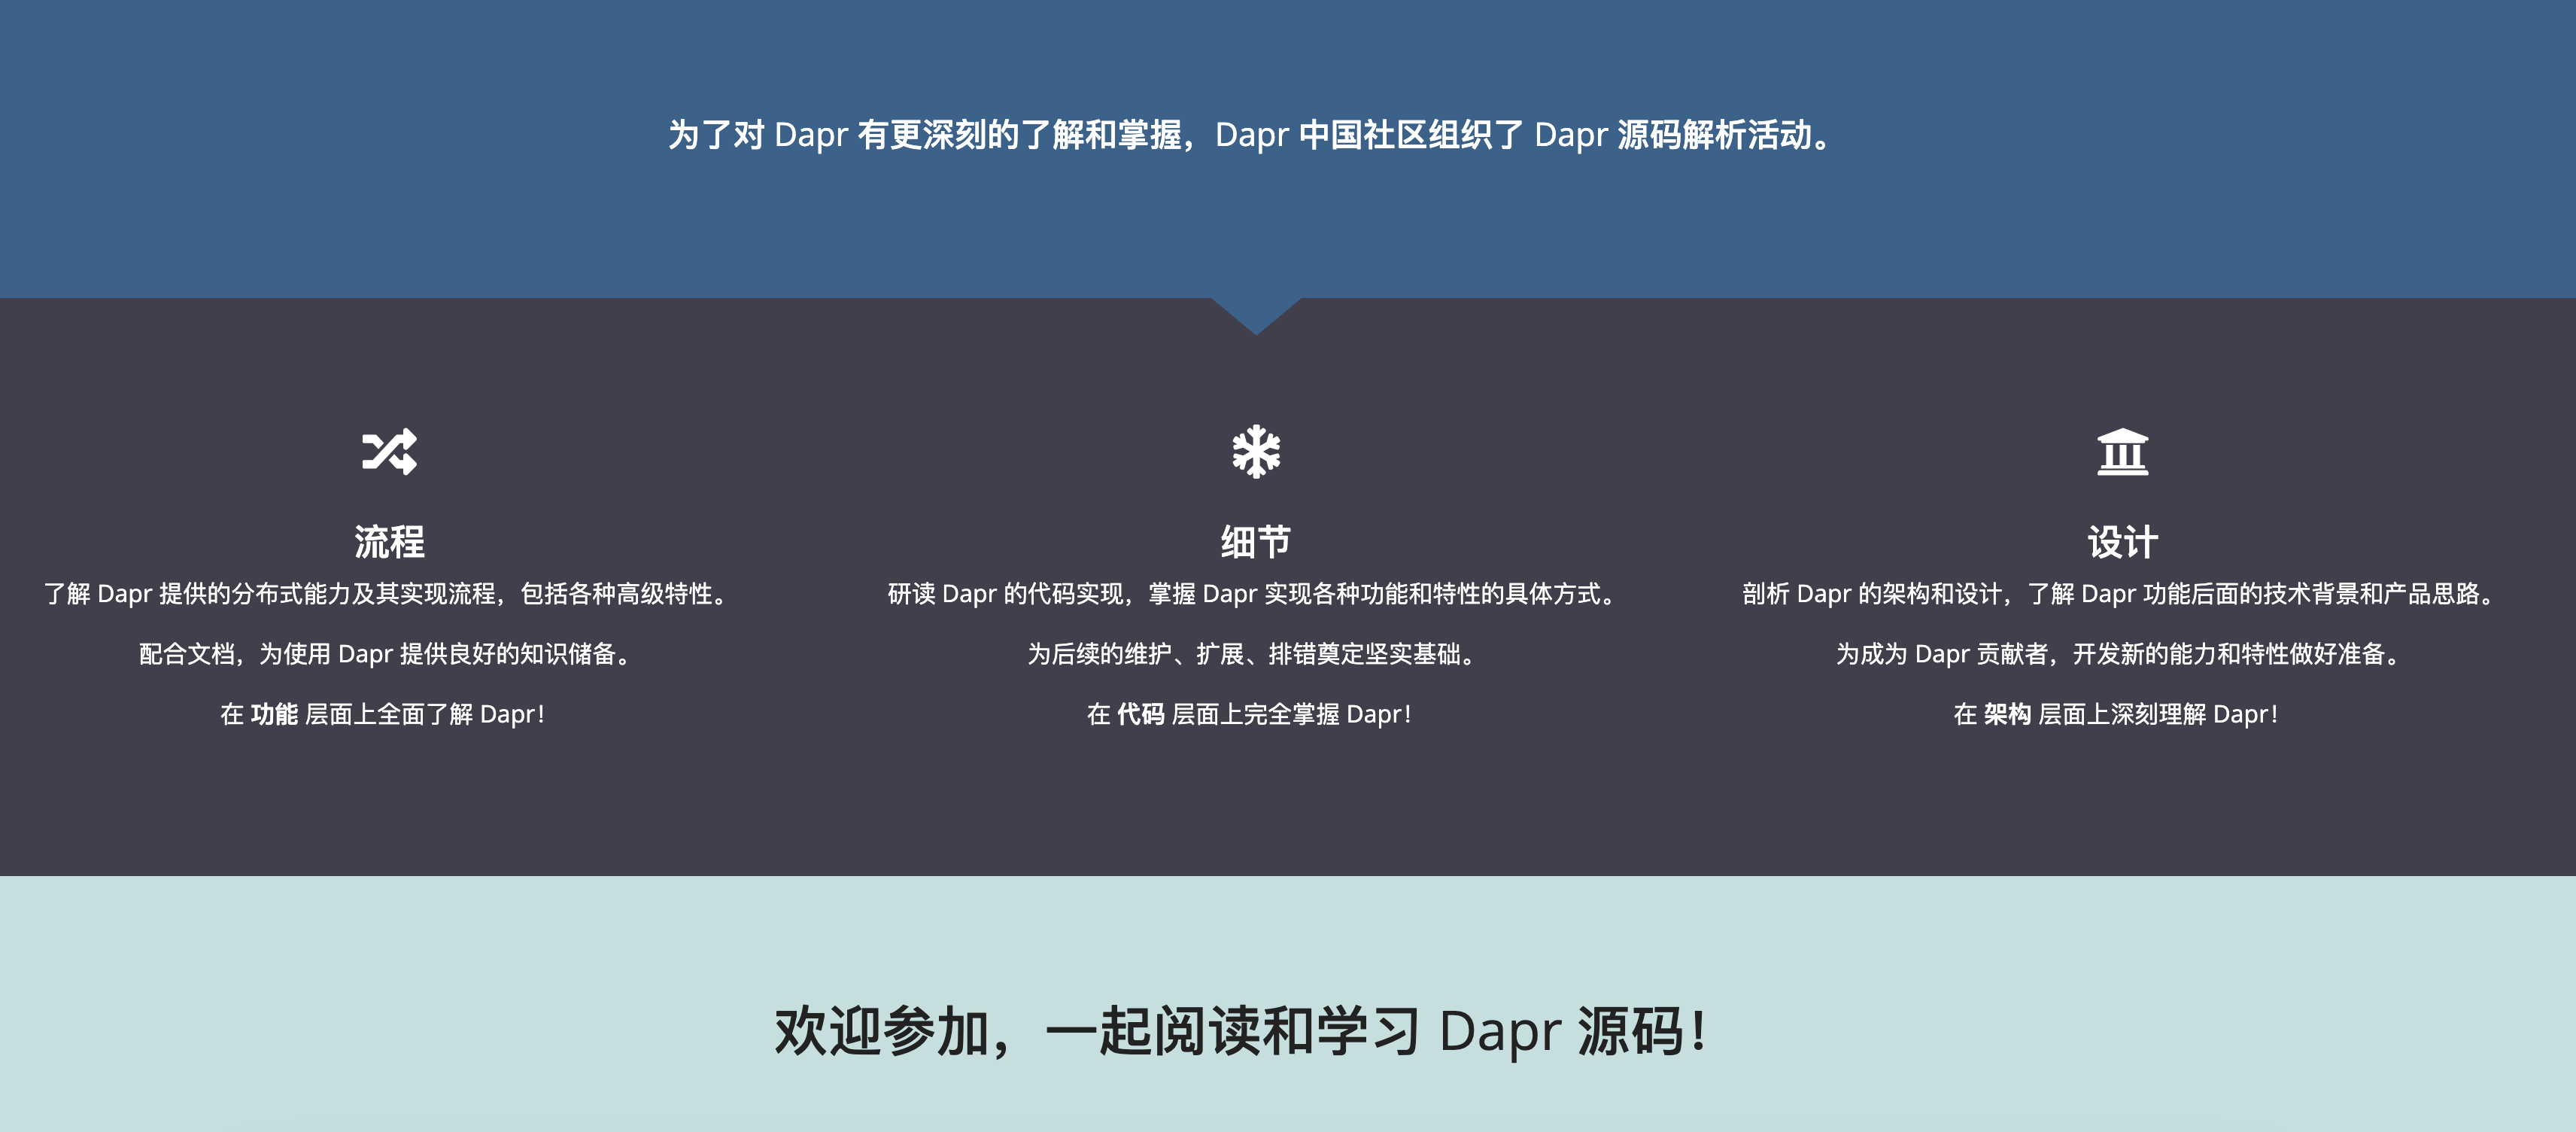 为了对 Dapr 有更深刻的了解和掌握，Dapr 中国社区组织了 Dapr 源码解析活动。
流程
了解 Dapr 提供的分布式能力及其实现流程，包括各种高级特性。
配合文档，为使用 Dapr 提供良好的知识储备。
在 功能 层面上全面了解 Dapr！
细节
研读 Dapr 的代码实现，掌握 Dapr 实现各种功能和特性的具体方式。
为后续的维护、扩展、排错奠定坚实基础。
在 代码 层面上完全掌握 Dapr！
设计
剖析 Dapr 的架构和设计，了解 Dapr 功能后面的技术背景和产品思路。
为成为 Dapr 贡献者，开发新的能力和特性做好准备。
在 架构 层面上深刻理解 Dapr！
欢迎参加，一起阅读和学习 Dapr 源码！